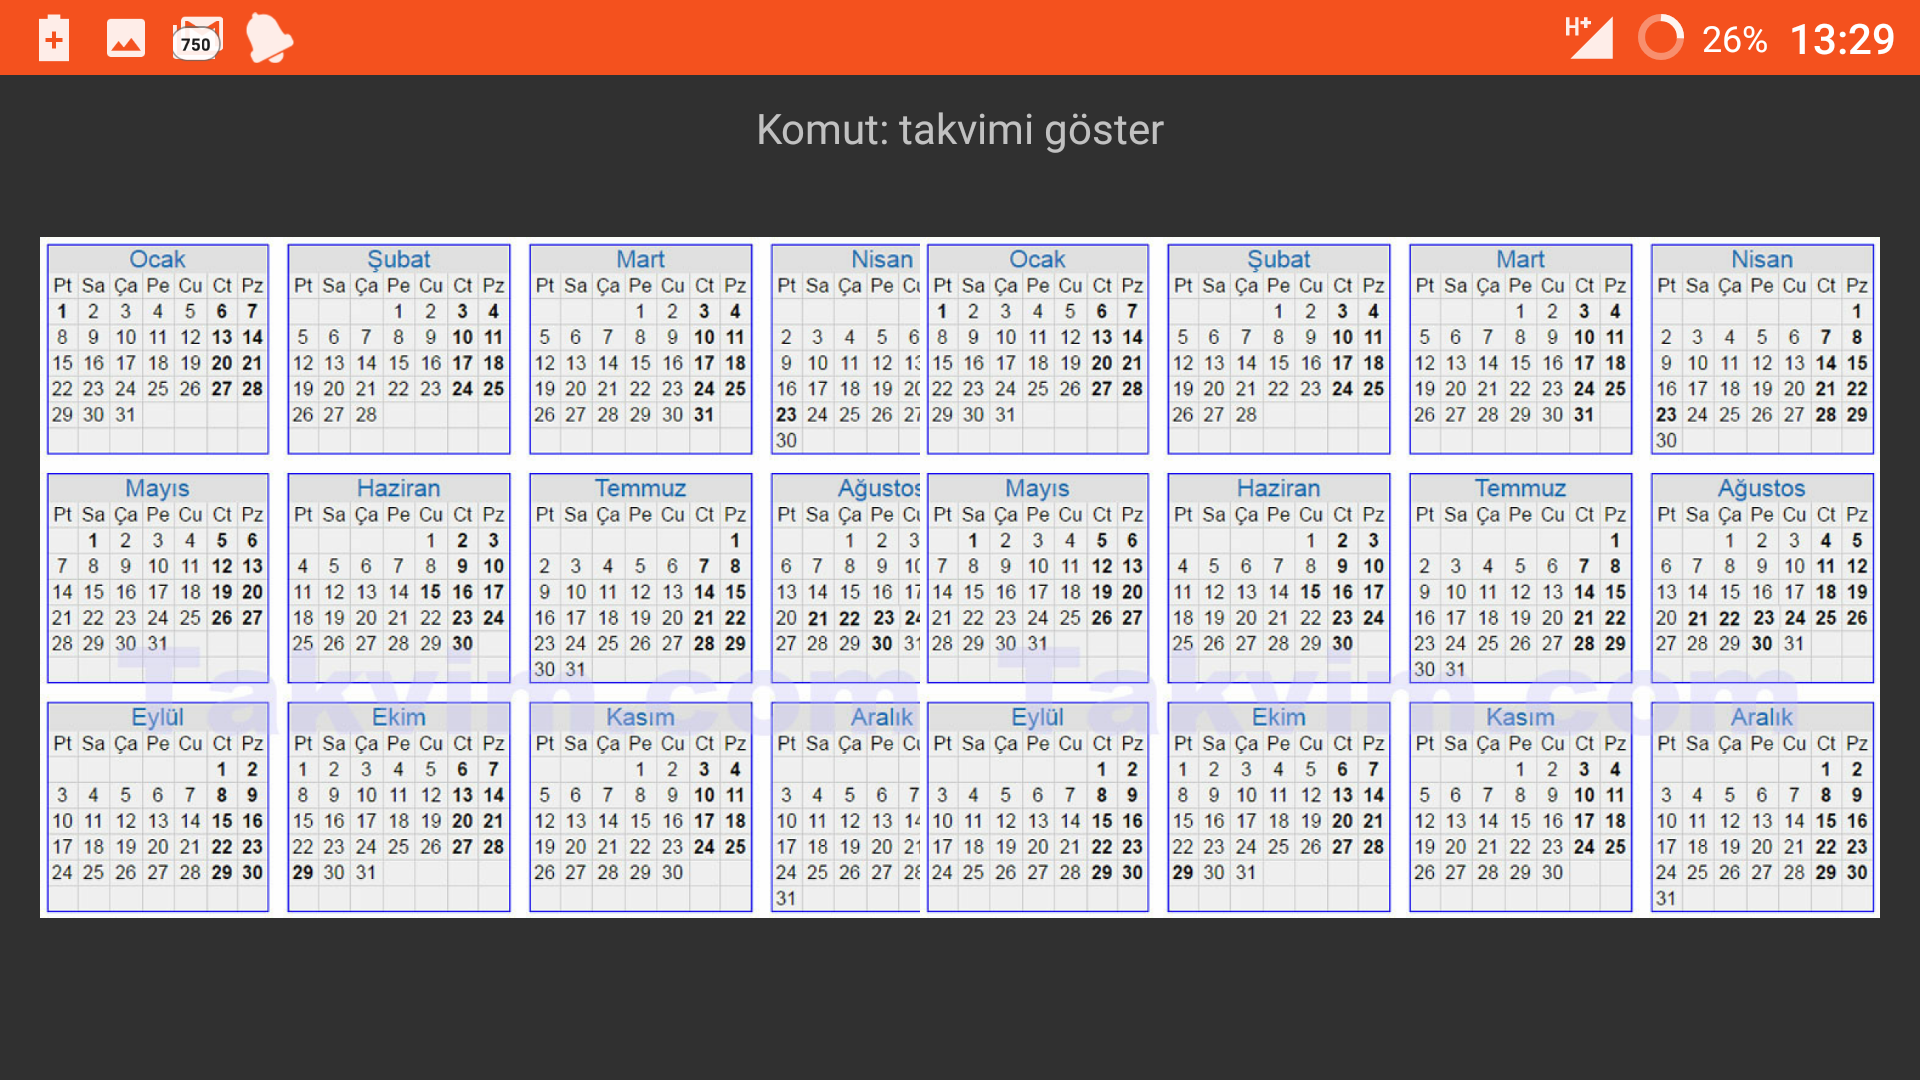 750 H+ 26% 13:29
Komut: takvimi göster
Ocak Şubat Mart Nisan Ocak Şubat Mart Nisan
Pt Sa Ça Pe Cu Ct Pz Pt Sa Ça Pe Cu Ct Pz Pt Sa Ça Pe Cu Ct Pz Pt Sa Ça Pe Pt Sa Ça Pe Cu Ct Pz Pt Sa Ça Pe Cu Ct Pz Pt Sa Ça Pe Cu Ct Pz Pt Sa Ça Pe Cu Ct Pz
1 2 3 4 5 6 7 1 2 3 4 1 2 3 4 1 2 3 4 5 6 7 1 2 3 4 1 2 3 4 1
8 9 10 11 12 13 14 5 6 7 8 9 10 11 5 6 7 8 9 10 11 2 3 4 5 6 8 9 10 11 12 13 14 5 6 7 8 9 10 11 5 6 7 8 9 10 11 2 3 4 5 6 7 8
15 16 17 18 19 20 21 12 13 14 15 16 17 18 12 13 14 15 16 17 18 9 10 11 12 15 16 17 18 19 20 21 12 13 14 15 16 17 18 12 13 14 15 16 17 18 9 10 11 12 13 14 15
22 23 24 25 26 27 28 19 20 21 22 23 24 25 19 20 21 22 23 24 25 16 17 18 19 22 23 24 25 26 27 28 19 20 21 22 23 24 25 19 20 21 22 23 24 25 16 17 18 19 20 21 22
29 30 31 26 27 28 26 27 28 29 30 31 23 24 25 26 29 30 31 26 27 28 26 27 28 29 30 31 23 24 25 26 27 28 29
30 30
Mayıs Haziran Temmuz Ağustos Mayıs Haziran Temmuz Ağustos
Pt Sa Ça Pe Cu Ct Pz Pt Sa Ça Pe Cu Ct Pz Pt Sa Ça Pe Cu Ct Pz Pt Sa Ça Pe Pt Sa Ça Pe Cu Ct Pz Pt Sa Ça Pe Cu Ct Pz Pt Sa Ça Pe Cu Ct Pz Pt Sa Ça Pe Cu Ct Pz
1 2 3 4 5 6 1 2 3 1 1 2 3 1 2 3 4 5 6 1 2 3 1 1 2 3 4 5
7 8 9 10 11 12 13 4 5 6 7 8 9 10 2 3 4 5 6 7 8 6 7 8 9 7 8 9 10 11 12 13 4 5 6 7 8 9 10 2 3 4 5 6 7 8 6 7 8 9 10 11 12
14 15 16 17 18 19 20 11 12 13 14 15 16 17 9 10 11 12 13 14 15 13 14 15 16 14 15 16 17 18 19 20 11 12 13 14 15 16 17 9 10 11 12 13 14 15 13 14 15 16 17 18 19
21 22 23 24 25 26 27 18 19 20 21 22 23 24 16 17 18 19 20 21 22 20 21 22 23 21 22 23 24 25 26 27 18 19 20 21 22 23 24 16 17 18 19 20 21 22 20 21 22 23 24 25 26
28 29 30 31 25 26 27 28 29 30 23 24 25 26 27 28 29 27 28 29 30 28 29 30 31 25 26 27 28 29 30 23 24 25 26 27 28 29 27 28 29 30 31
30 31 30 31
Takvim.com Takvim.com
Eylül Ekim Kasım Aralık Eylül Ekim Kasım Aralık
Pt Sa Ça Pe Cu Ct Pz Pt Sa Ça Pe Cu Ct Pz Pt Sa Ça Pe Cu Ct Pz Pt Sa Ça Pe Pt Sa Ça Pe Cu Ct Pz Pt Sa Ça Pe Cu Ct Pz Pt Sa Ça Pe Cu Ct Pz Pt Sa Ça Pe Cu Ct Pz
1 2 1 2 3 4 5 6 7 1 2 3 4 1 2 1 2 3 4 5 6 7 1 2 3 4 1 2
3 4 5 6 7 8 9 8 9 10 11 12 13 14 5 6 7 8 9 10 11 3 4 5 6 7 3 4 5 6 7 8 9 8 9 10 11 12 13 14 5 6 7 8 9 10 11 3 4 5 6 7 8 9
10 11 12 13 14 15 16 15 16 17 18 19 20 21 12 13 14 15 16 17 18 10 11 12 13 10 11 12 13 14 15 16 15 16 17 18 19 20 21 12 13 14 15 16 17 18 10 11 12 13 14 15 16
17 18 19 20 21 22 23 22 23 24 25 26 27 28 19 20 21 22 23 24 25 17 18 19 20 17 18 19 20 21 22 23 22 23 24 25 26 27 28 19 20 21 22 23 24 25 17 18 19 20 21 22 23
24 25 26 27 28 29 30 29 30 31 26 27 28 29 30 24 25 26 27 24 25 26 27 28 29 30 29 30 31 26 27 28 29 30 24 25 26 27 28 29 30
31 31